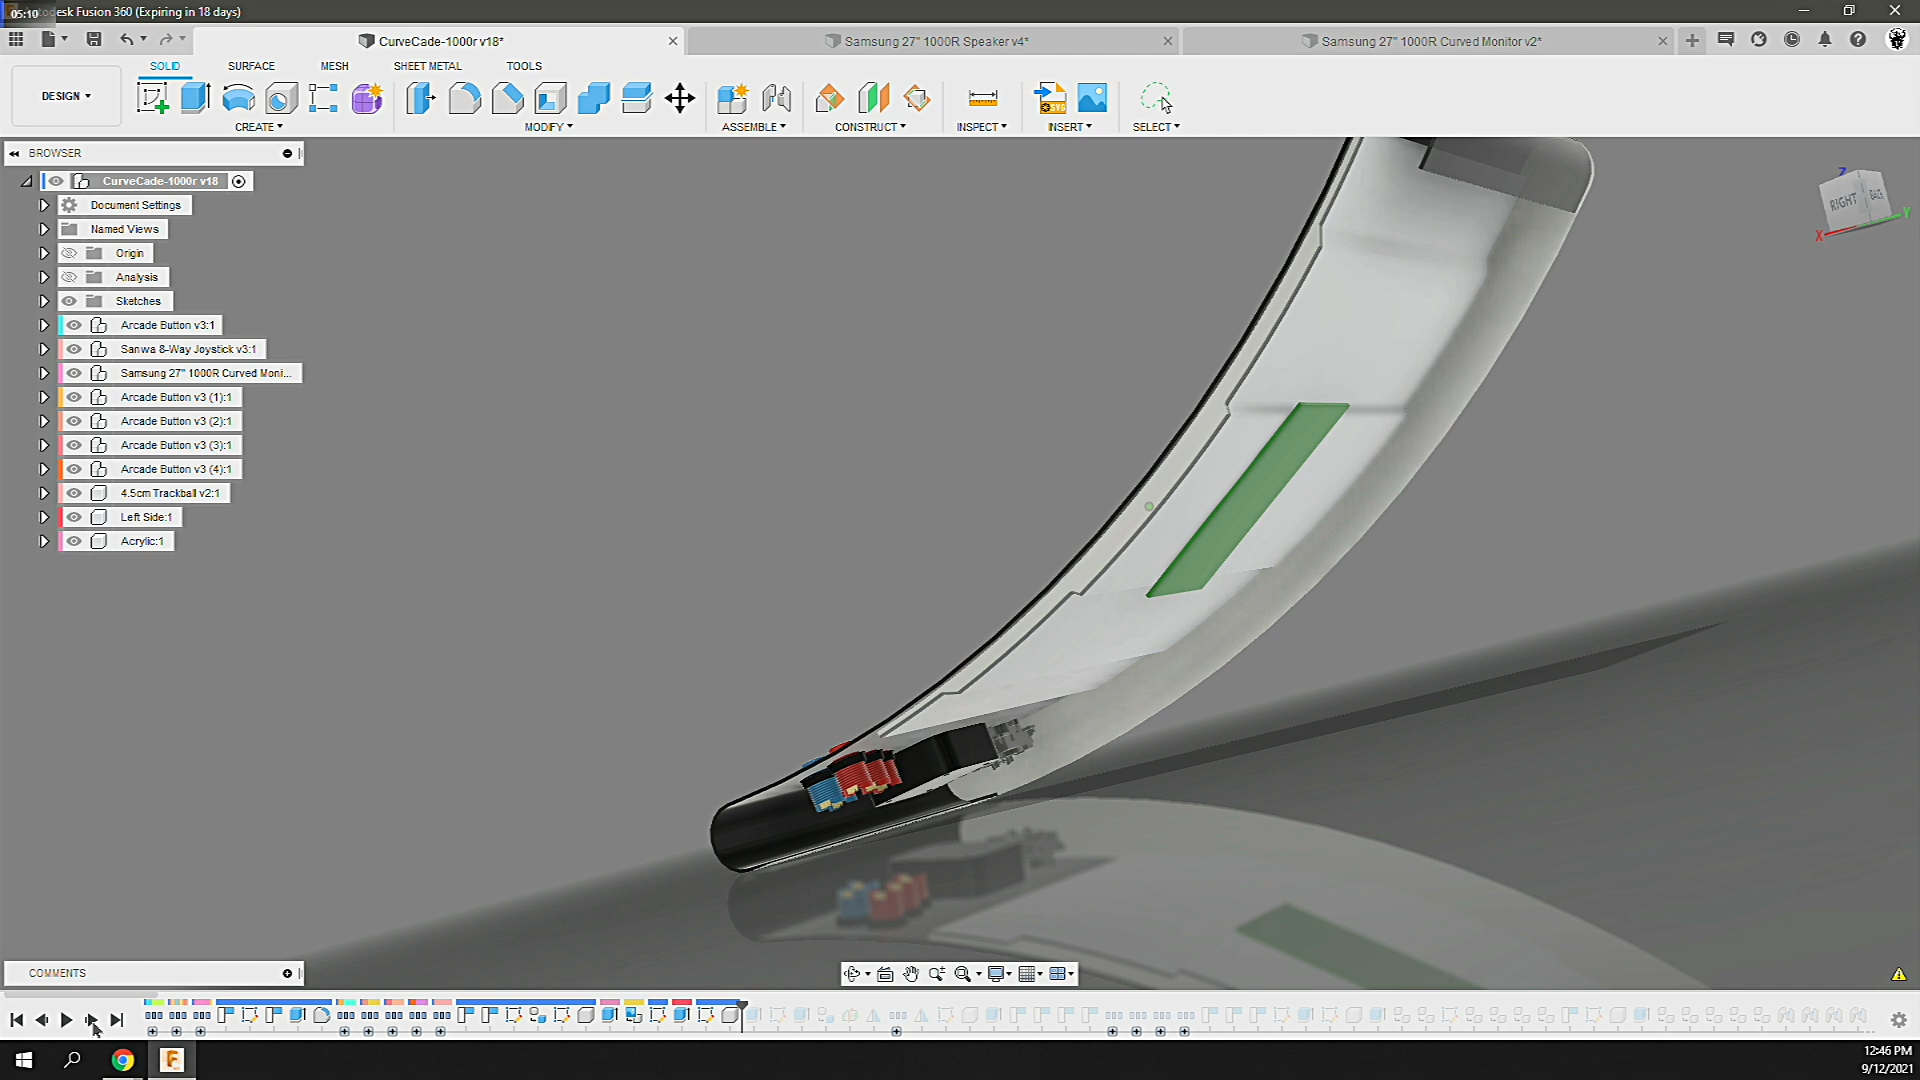 05:10 odesk Fusion 360 (Expiring in 18 days)
CurveCade-1000r v18*
Samsung 27" 1000R Speaker v4*
Samsung 27" 1000R Curved Monitor v2*
SOLID
SURFACE
MESH
SHEET METAL
TOOLS
DESIGN
CREATE
MODIFY
ASSEMBLE
CONSTRUCT
INSPECT
INSERT
SELECT
SVG
BROWSER
CurveCade-1000r v18
Document Settings
Named Views
Origin
Analysis
Sketches
Arcade Button v3:1
Sanwa 8-Way Joystick v3:1
Samsung 27" 1000R Curved Moni...
Arcade Button v3 (1):1
Arcade Button v3 (2):1
Arcade Button v3 (3):1
Arcade Button v3 (4):1
4.5cm Trackball v2:1
Left Side:1
Acrylic:1
Z
RIGHT
BACK
Y
X
COMMENTS
12:46 PM
9/12/2021